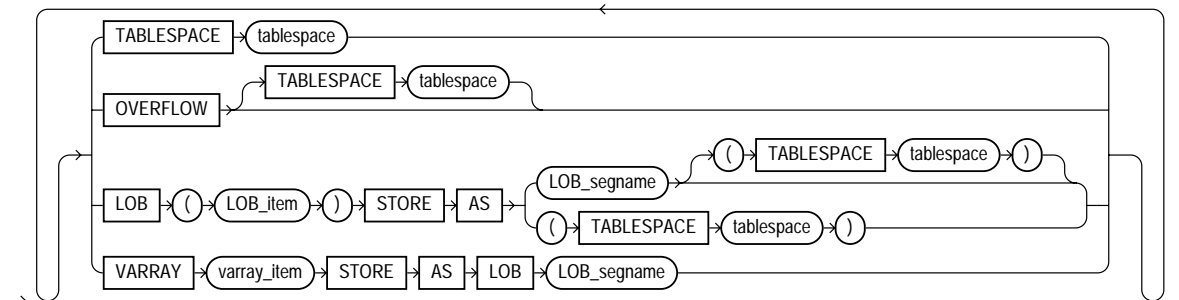 TABLESPACE tablespace
TABLESPACE tablespace
OVERFLOW
( TABLESPACE tablespace )
LOB_segname
LOB ( LOB_item ) STORE AS
( TABLESPACE tablespace )
VARRAY varray_item STORE AS LOB LOB_segname